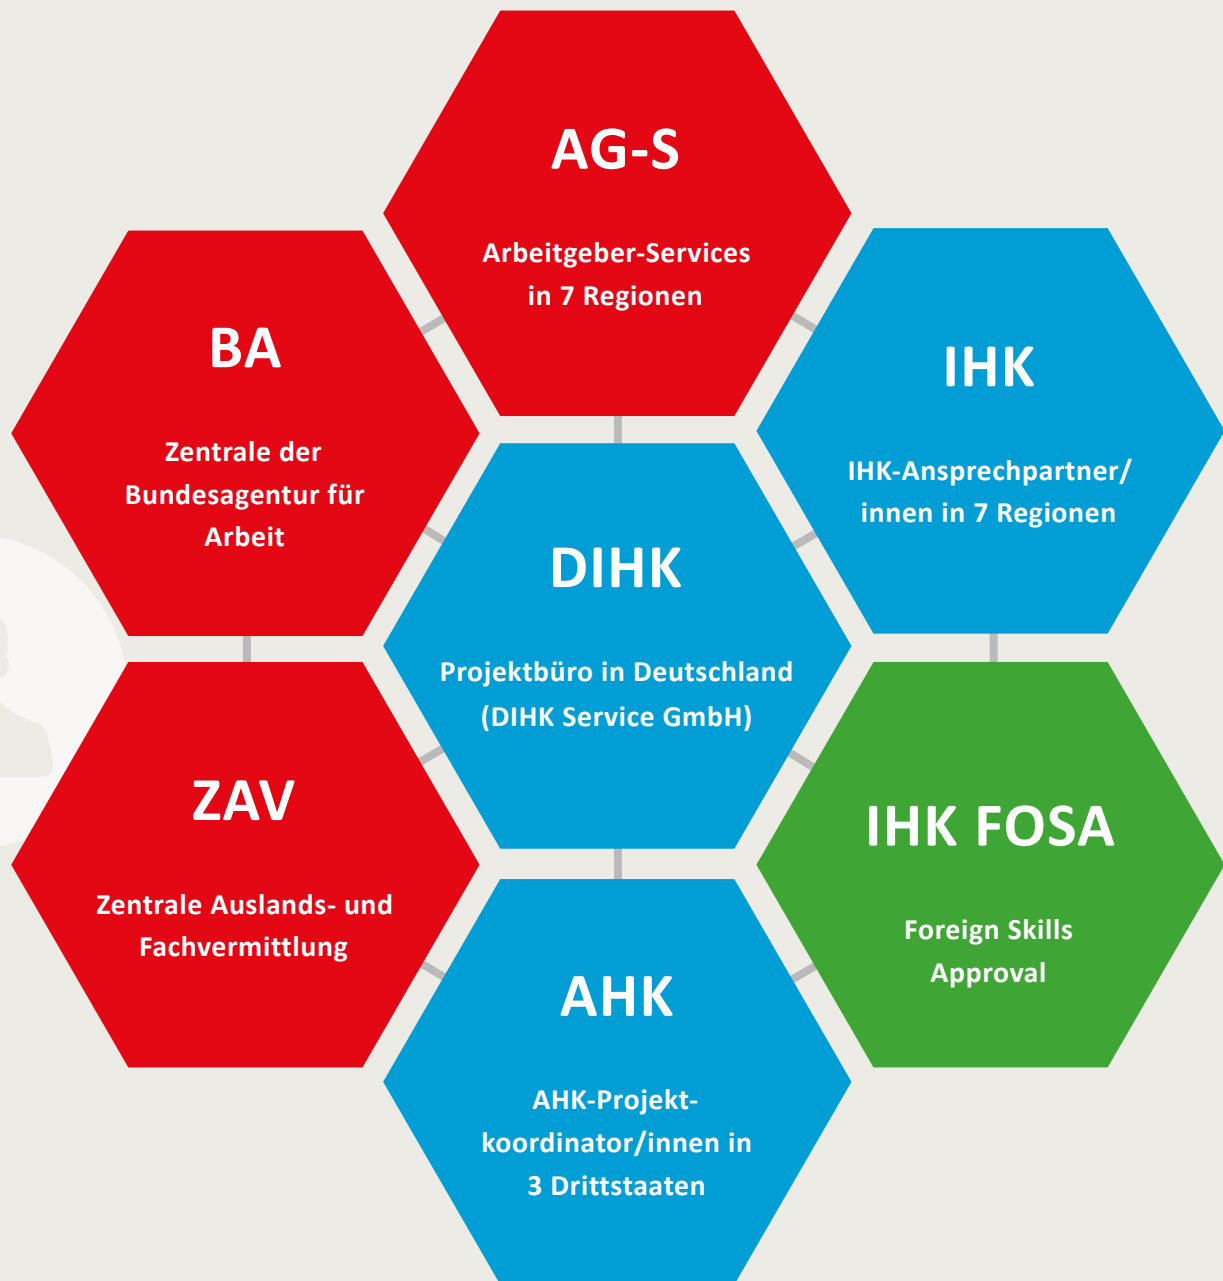 AG-S
Arbeitgeber-Services
in 7 Regionen
BA
Zentrale der
Bundesagentur für
Arbeit
IHK
IHK-Ansprechpartner/
innen in 7 Regionen
DIHK
Projektbüro in Deutschland
(DIHK Service GmbH)
ZAV
Zentrale Auslands- und
Fachvermittlung
IHK FOSA
Foreign Skills
Approval
AHK
AHK-Projekt-
koordinator/innen in
3 Drittstaaten